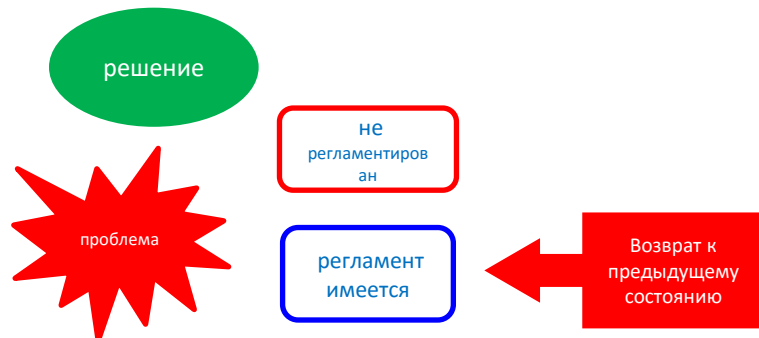 решение
не
регламентиров
ан
проблема
регламент
имеется
Возврат к
предыдущему
состоянию